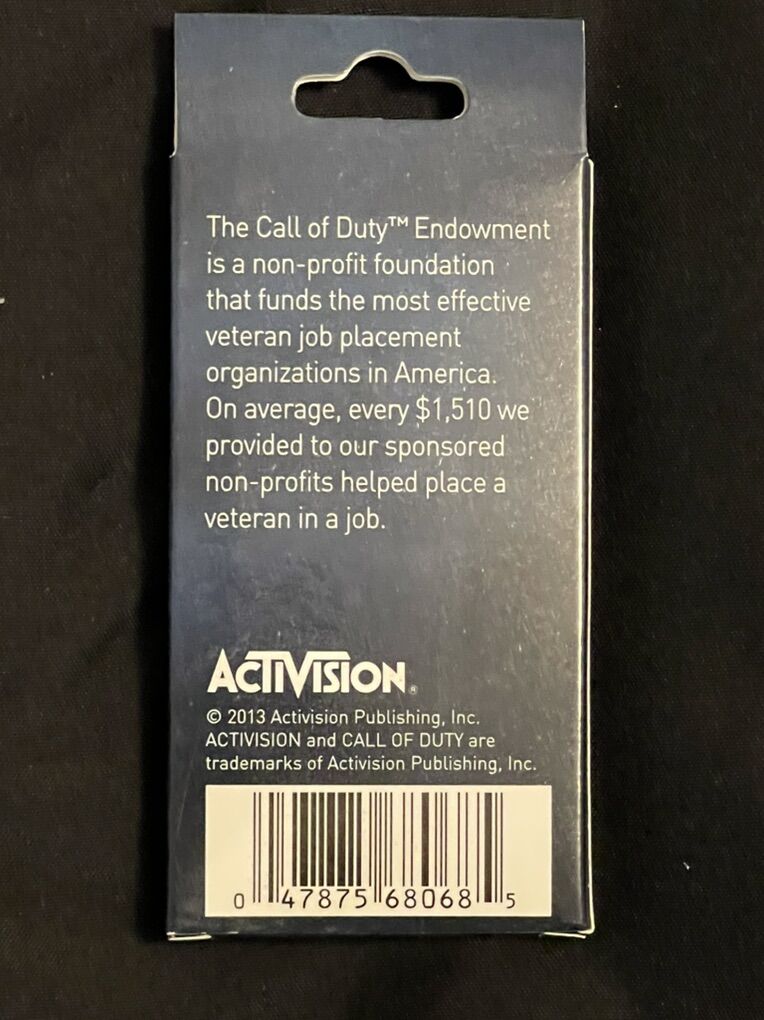 The Call of Duty™ Endowment
is a non-profit foundation
that funds the most effective
veteran job placement
organizations in America.
On average, every $1,510 we
provided to our sponsored
non-profits helped place a
veteran in a job.
ACTIVISION®
© 2013 Activision Publishing, Inc.
ACTIVISION and CALL OF DUTY are
trademarks of Activision Publishing, Inc.
0 47875 68068 5